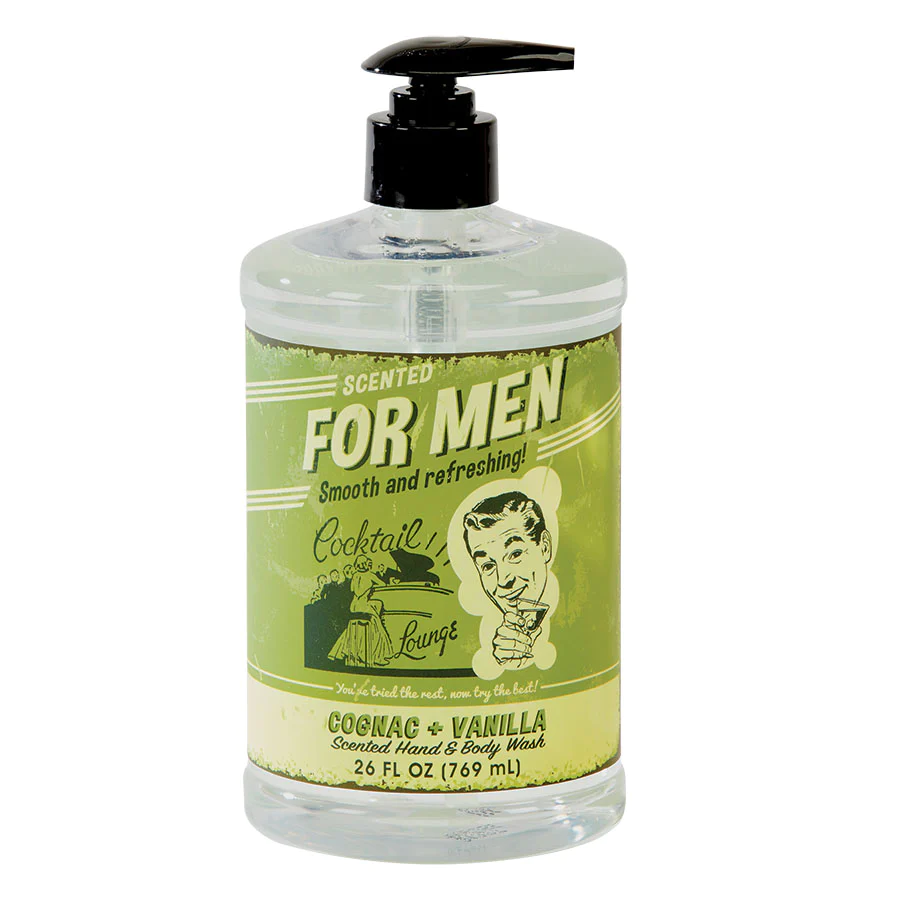 SCENTED
FOR MEN
Smooth and refreshing!
Cocktail
Lounge
You've tried the rest, now try the best!
COGNAC + VANILLA
Scented Hand & Body Wash
26 FL OZ (769 mL)